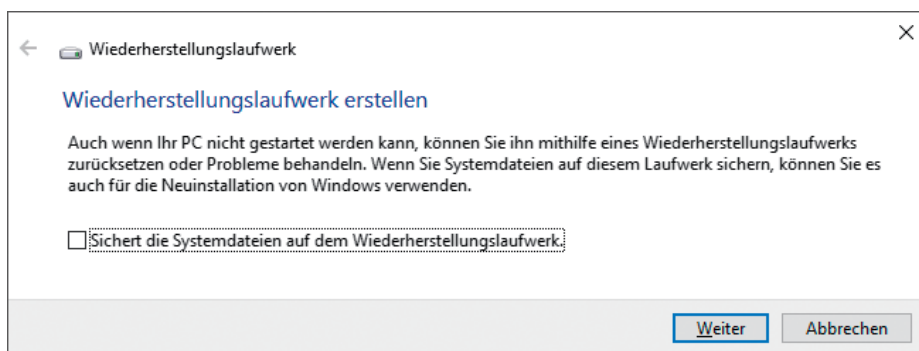 Wiederherstellungslaufwerk
Wiederherstellungslaufwerk erstellen
Auch wenn Ihr PC nicht gestartet werden kann, können Sie ihn mithilfe eines Wiederherstellungslaufwerks
zurücksetzen oder Probleme behandeln. Wenn Sie Systemdateien auf diesem Laufwerk sichern, können Sie es
auch für die Neuinstallation von Windows verwenden.
Sichert die Systemdateien auf dem Wiederherstellungslaufwerk.
Weiter Abbrechen